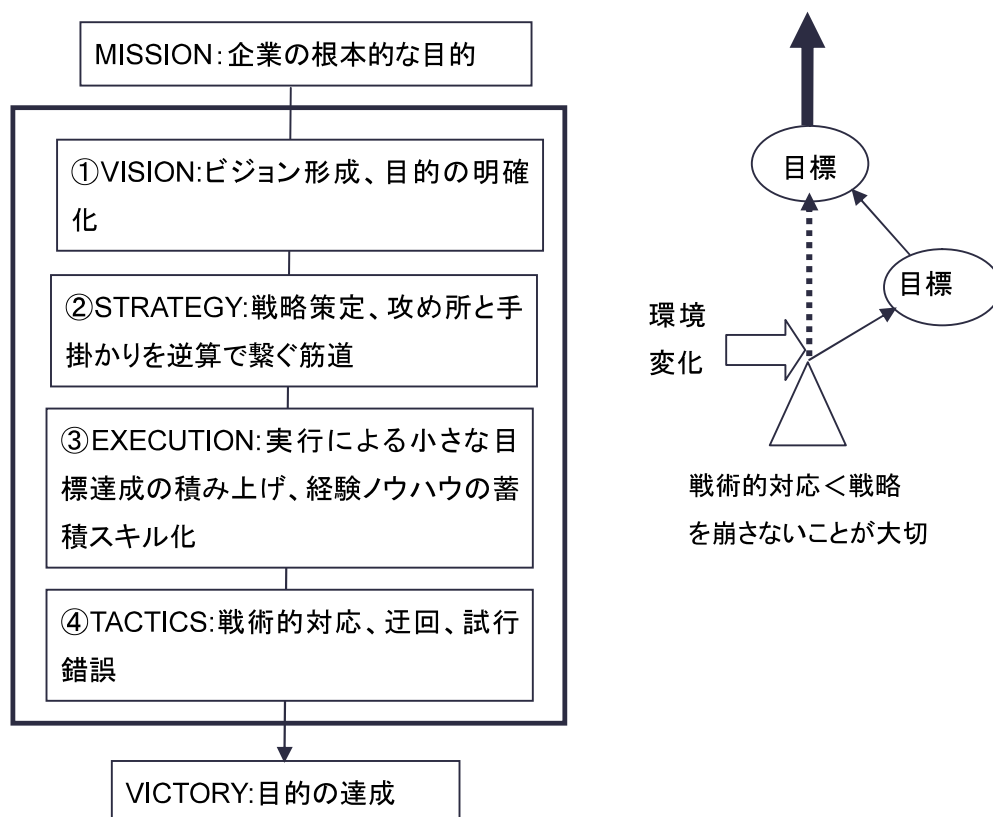 MISSION:企業の根本的な目的
①VISION:ビジョン形成、目的の明確
化
②STRATEGY:戦略策定、攻め所と手
掛かりを逆算で繋ぐ筋道
③EXECUTION:実行による小さな目
標達成の積み上げ、経験ノウハウの蓄
積スキル化
④TACTICS:戦術的対応、迂回、試行
錯誤
VICTORY:目的の達成
目標
目標
環境
変化
戦術的対応<戦略
を崩さないことが大切